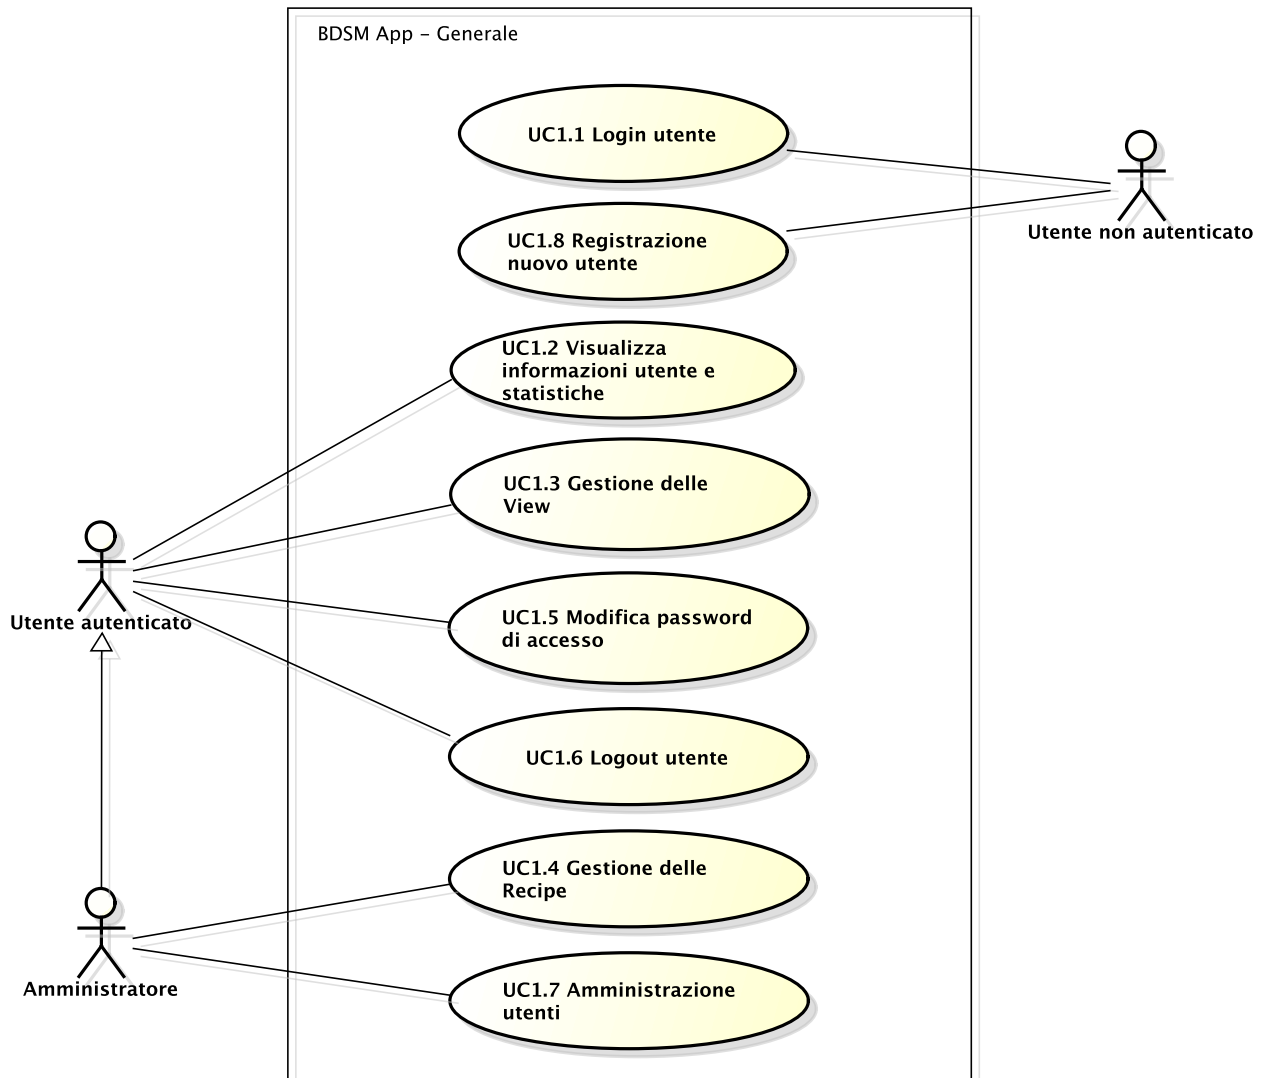 BDSM App – Generale
UC1.1 Login utente
Utente non autenticato
UC1.8 Registrazione
nuovo utente
UC1.2 Visualizza
informazioni utente e
statistiche
UC1.3 Gestione delle
View
Utente autenticato
UC1.5 Modifica password
di accesso
UC1.6 Logout utente
UC1.4 Gestione delle
Recipe
Amministratore
UC1.7 Amministrazione
utenti